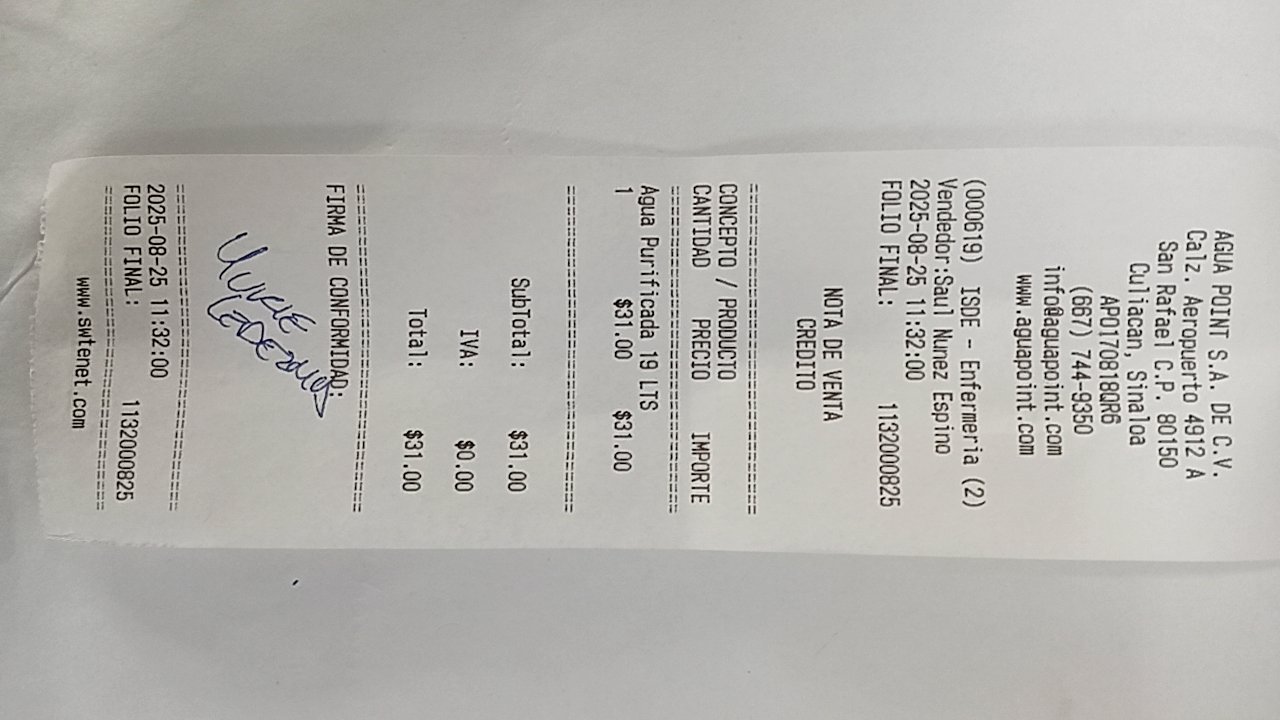 AGUA POINT S.A. DE C.V.
Calz. Aeropuerto 4912 A
San Rafael C.P. 80150
Culiacan, Sinaloa
APO170818QR6
(667) 744-9350
info@aguapoint.com
www.aguapoint.com
(000619) ISDE - Enfermeria (2)
Vendedor:Saul Nunez Espino
2025-08-25 11:32:00
FOLIO FINAL: 1132000825
NOTA DE VENTA
CREDITO
CONCEPTO / PRODUCTO
CANTIDAD PRECIO IMPORTE
Agua Purificada 19 LTS
1 $31.00 $31.00
SubTotal: $31.00
IVA: $0.00
Total: $31.00
FIRMA DE CONFORMIDAD:
2025-08-25 11:32:00
FOLIO FINAL: 1132000825
www.swtenet.com